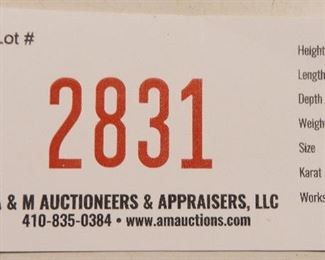 Lot #
2831
& M AUCTIONEERS & APPRAISERS, LLC
410-835-0384 • www.amauctions.com
Height
Length
Depth
Weight
Size
Karat
Works